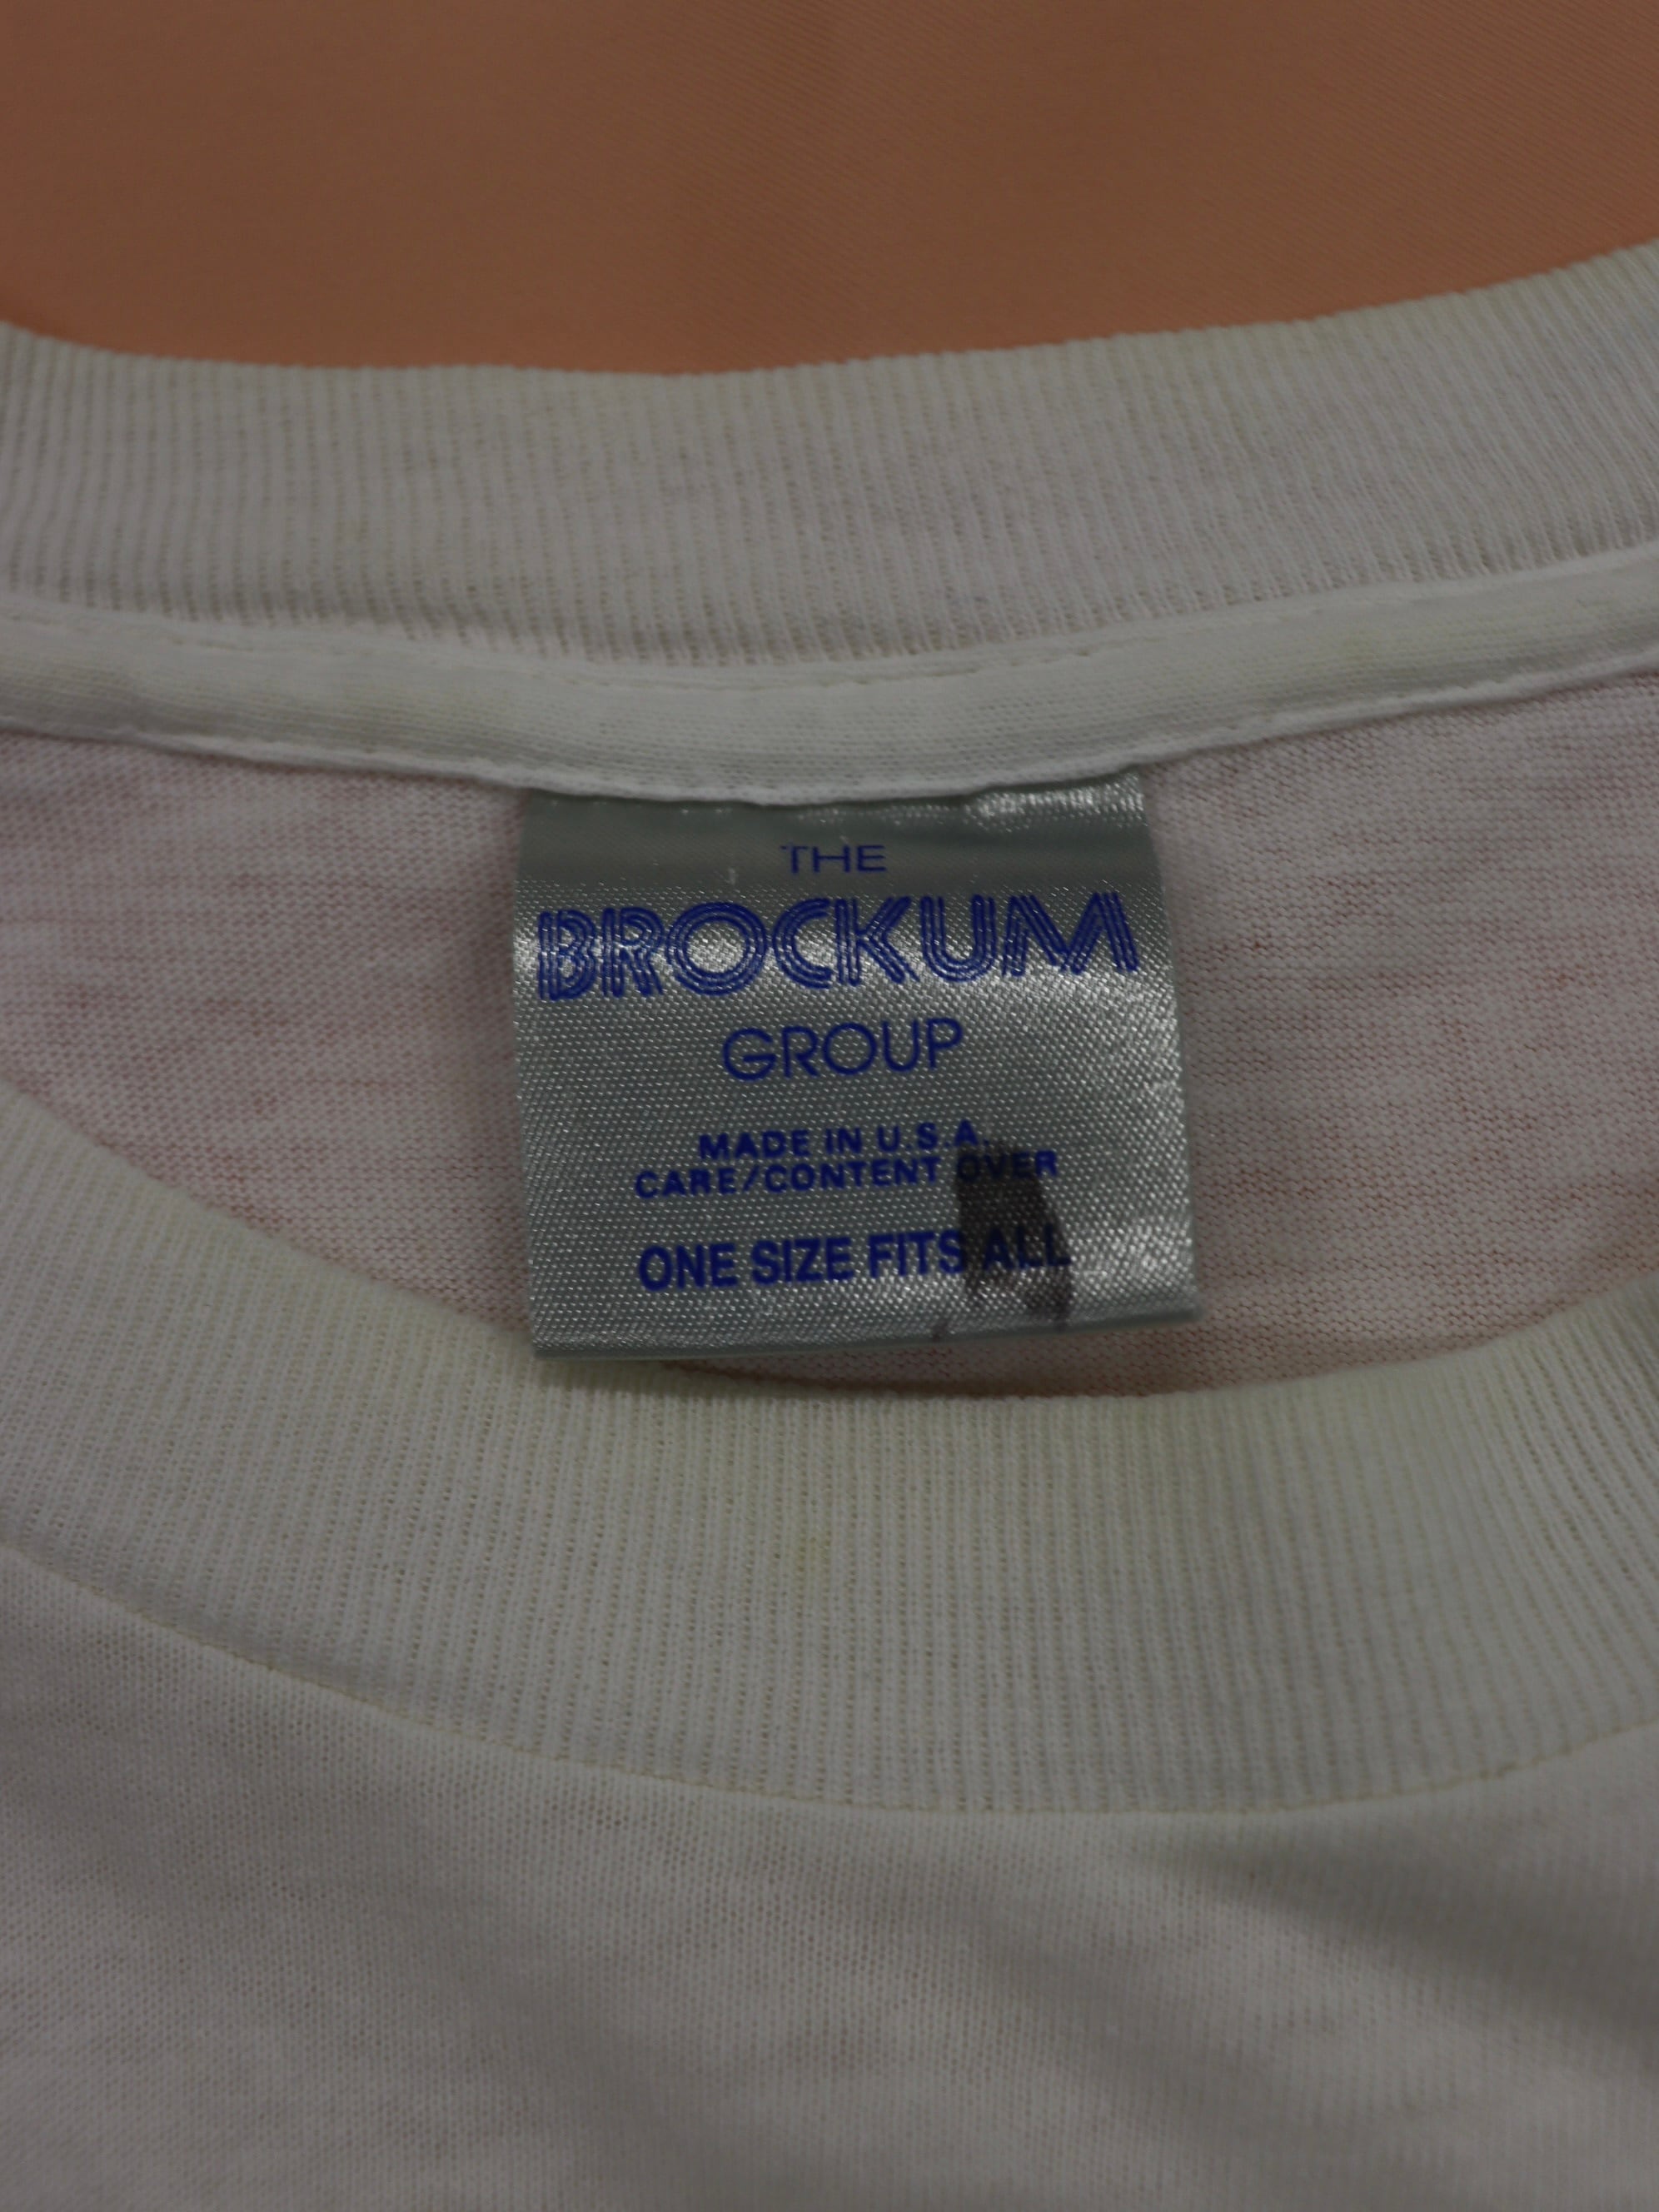 THE
BROCKUM
GROUP
MADE IN U.S.A.
CARE/CONTENT OVER
ONE SIZE FITS ALL